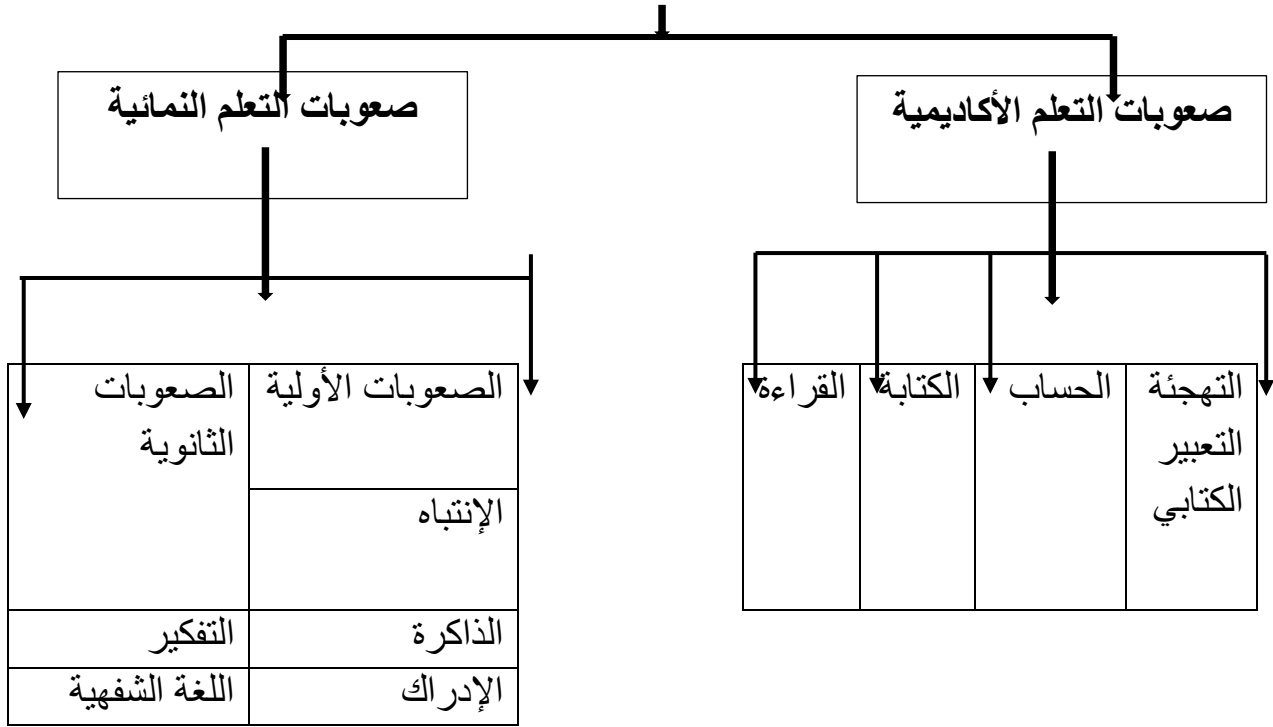 صعوبات التعلم الأكاديمية
صعوبات التعلم النمائية
التهجئة
التعبير
الكتابي
الحساب
الكتابة
القراءة
الصعوبات الأولية
الصعوبات
الثانوية
الإنتباه
الذاكرة
التفكير
الإدراك
اللغة الشفهية